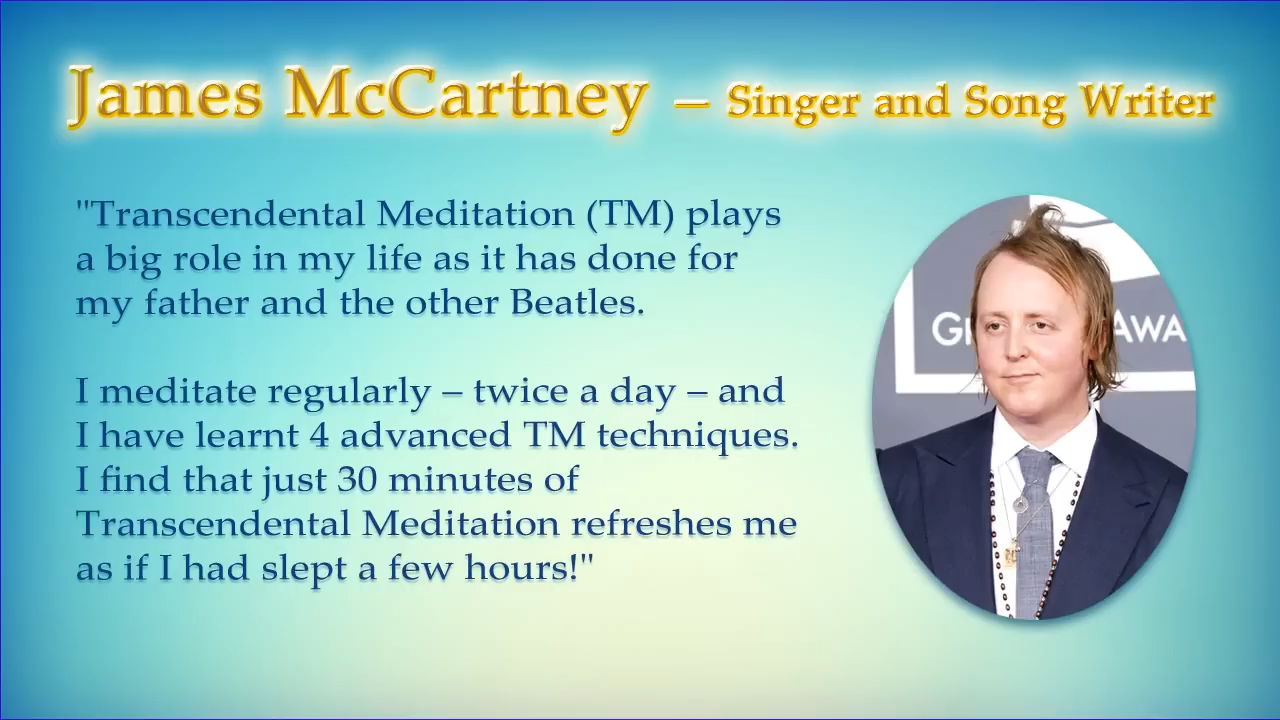 James McCartney – Singer and Song Writer
"Transcendental Meditation (TM) plays
a big role in my life as it has done for
my father and the other Beatles.
I meditate regularly – twice a day – and
I have learnt 4 advanced TM techniques.
I find that just 30 minutes of
Transcendental Meditation refreshes me
as if I had slept a few hours!"
G AWA